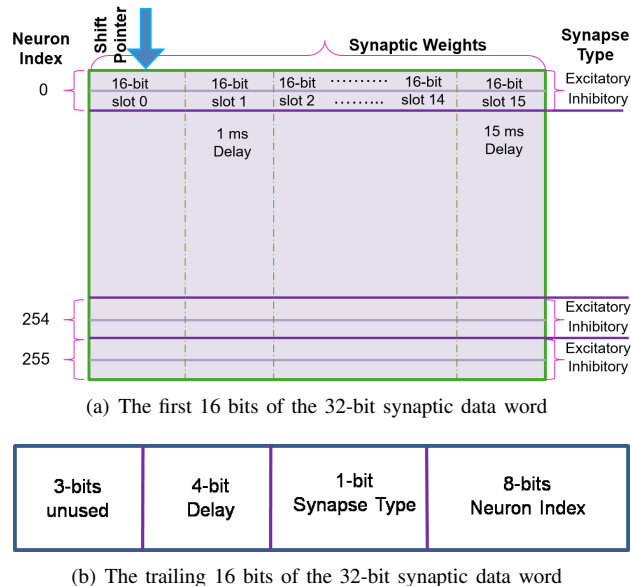 Neuron Index
Shift Pointer
Synaptic Weights
Synapse Type
0
16-bit 16-bit 16-bit ·········· 16-bit 16-bit
Excitatory
slot 0 slot 1 slot 2 ......... slot 14 slot 15
Inhibitory
1 ms Delay
15 ms Delay
254
Excitatory
Inhibitory
255
Excitatory
Inhibitory
(a) The first 16 bits of the 32-bit synaptic data word
3-bits unused
4-bit Delay
1-bit Synapse Type
8-bits Neuron Index
(b) The trailing 16 bits of the 32-bit synaptic data word